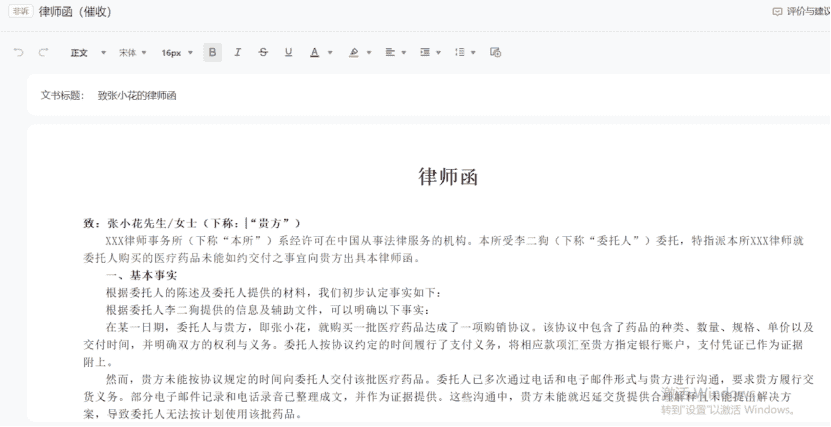 非诉 律师函（催收） 评价与建议
正文 宋体 16px B I S U A
文书标题： 致张小花的律师函
律师函
致：张小花先生/女士（下称：“贵方”）
XXX律师事务所（下称“本所”）系经许可在中国从事法律服务的机构。本所受李二狗（下称“委托人”）委托，特指派本所XXX律师就
委托人购买的医疗药品未能如约交付之事宜向贵方出具本律师函。
一、基本事实
根据委托人的陈述及委托人提供的材料，我们初步认定事实如下：
根据委托人李二狗提供的信息及辅助文件，可以明确以下事实：
在某一日期，委托人与贵方，即张小花，就购买一批医疗药品达成了一项购销协议。该协议中包含了药品的种类、数量、规格、单价以及
交付时间，并明确双方的权利与义务。委托人按协议约定的时间履行了支付义务，将相应款项汇至贵方指定银行账户，支付凭证已作为证据
附上。
然而，贵方未能按协议规定的时间向委托人交付该批医疗药品。委托人已多次通过电话和电子邮件形式与贵方进行沟通，要求贵方履行交
货义务。部分电子邮件记录和电话录音已整理成文，并作为证据提供。这些沟通中，贵方未能就迟延交货提供合理解释且未能提出解决方
案，导致委托人无法按计划使用该批药品。
激活 Windows
转到“设置”以激活 Windows。